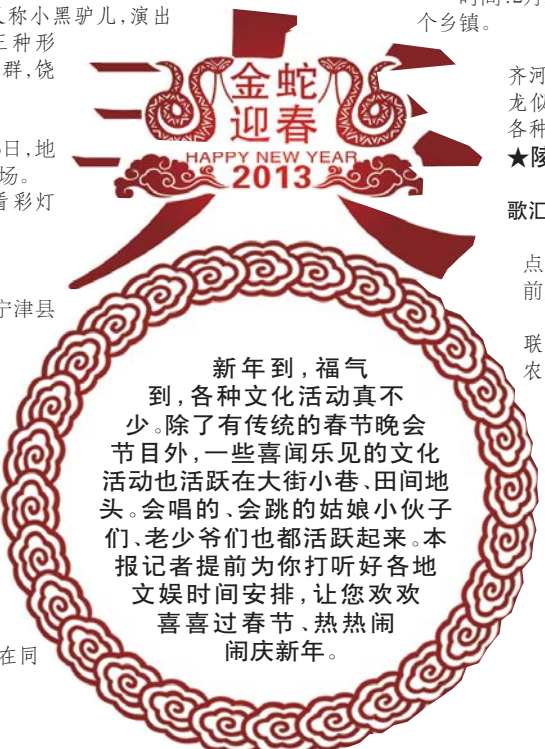 又称小黑驴儿,演出
三种形
群,饶
日,地
场。
看彩灯
宁津县
在同
金蛇
迎春
HAPPY NEW YEAR
2013
新年到,福气
到,各种文化活动真不
少。除了有传统的春节晚会
节目外,一些喜闻乐见的文化
活动也活跃在大街小巷、田间地
头。会唱的、会跳的姑娘小伙子
们、老少爷们也都活跃起来。本
报记者提前为你打听好各地
文娱时间安排,让您欢欢
喜喜过春节、热热闹
闹庆新年。
个乡镇。
齐河
龙似
各种
★陵
歌汇
点
前
联
农